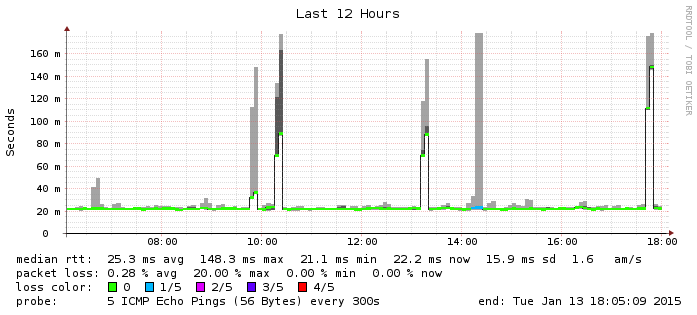 Last 12 Hours
RRDTOOL / TOBI OETIKER
Seconds
160 m
140 m
120 m
100 m
80 m
60 m
40 m
20 m
0
08:00 10:00 12:00 14:00 16:00 18:00
median rtt: 25.3 ms avg 148.3 ms max 21.1 ms min 22.2 ms now 15.9 ms sd 1.6 am/s
packet loss: 0.28 % avg 20.00 % max 0.00 % min 0.00 % now
loss color: 0 1/5 2/5 3/5 4/5
probe: 5 ICMP Echo Pings (56 Bytes) every 300s end: Tue Jan 13 18:05:09 2015